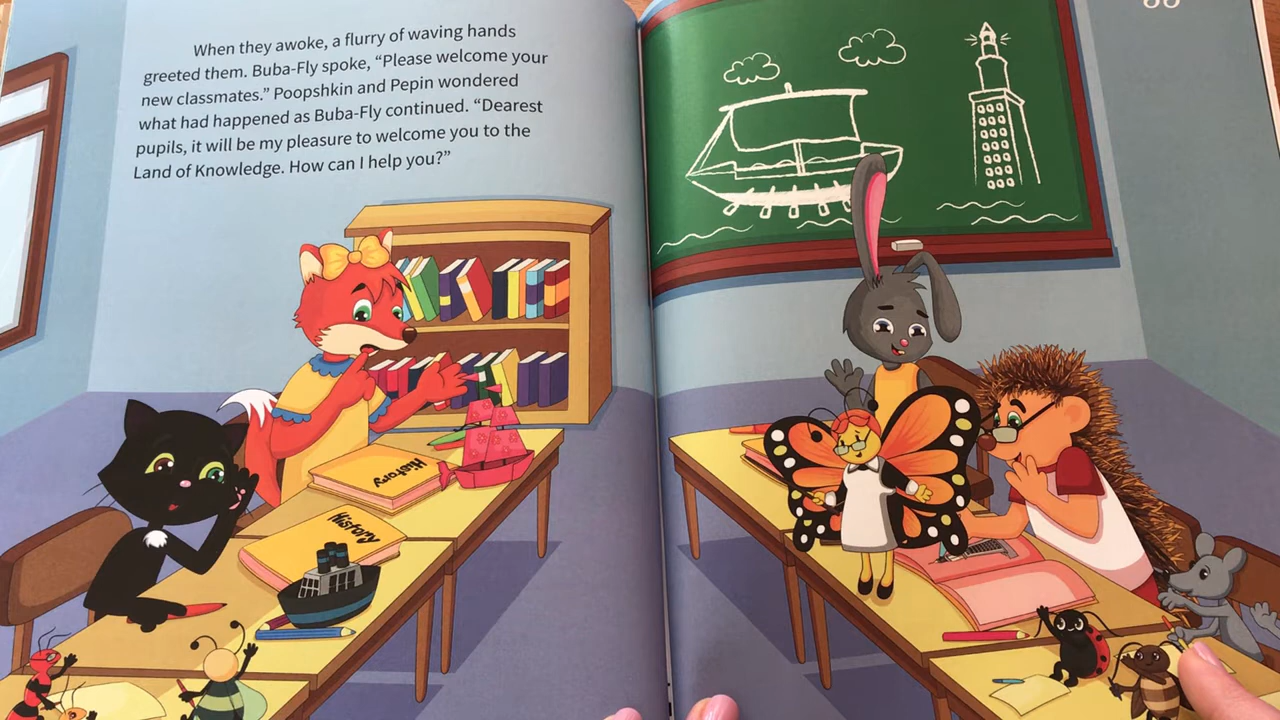 When they awoke, a flurry of waving hands
greeted them. Buba-Fly spoke, “Please welcome your
new classmates.” Poopshkin and Pepin wondered
what had happened as Buba-Fly continued. “Dearest
pupils, it will be my pleasure to welcome you to the
Land of Knowledge. How can I help you?”
History
History